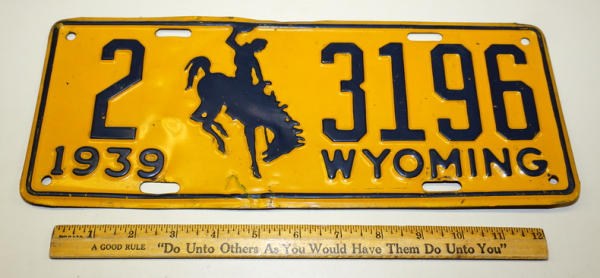 2 3196
1939 WYOMING
1 2 3 4 5 6 7 8 9 10 11 12
A GOOD RULE "Do Unto Others As You Would Have Them Do Unto You"